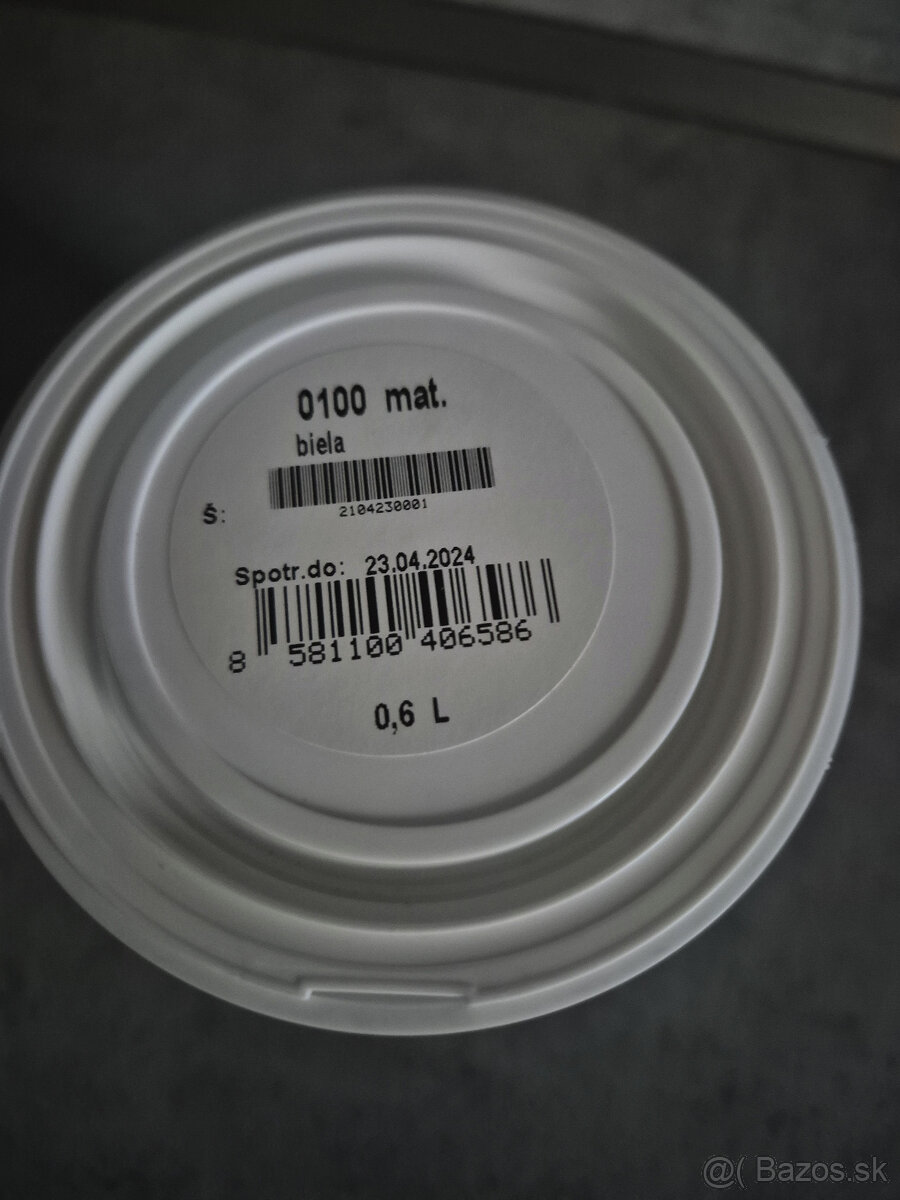 0100 mat.
biela
Š:
2104230001
Spotr.do: 23.04.2024
8 581100 406586
0,6 L
@( Bazos.sk